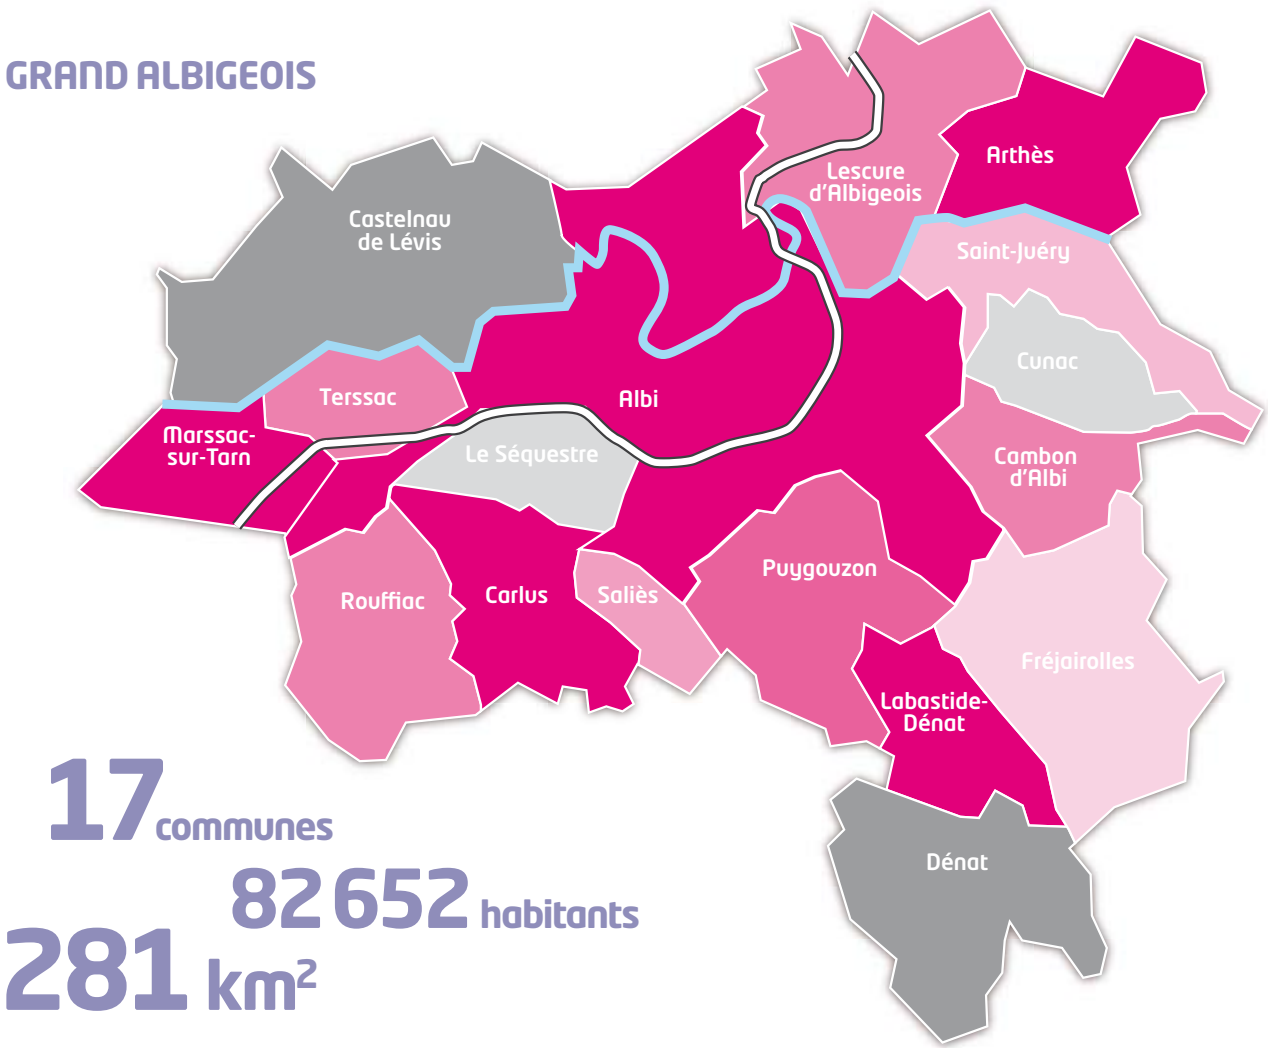 GRAND ALBIGEOIS
Arthès
Lescure
d'Albigeois
Castelnau
de Lévis
Saint-Juéry
Cunac
Terssac
Albi
Marssac-
sur-Tarn
Le Séquestre
Cambon
d'Albi
Puygouzon
Rouffiac
Carlus
Saliès
Fréjairolles
Labastide-
Dénat
17 communes
Dénat
82 652 habitants
281 km²